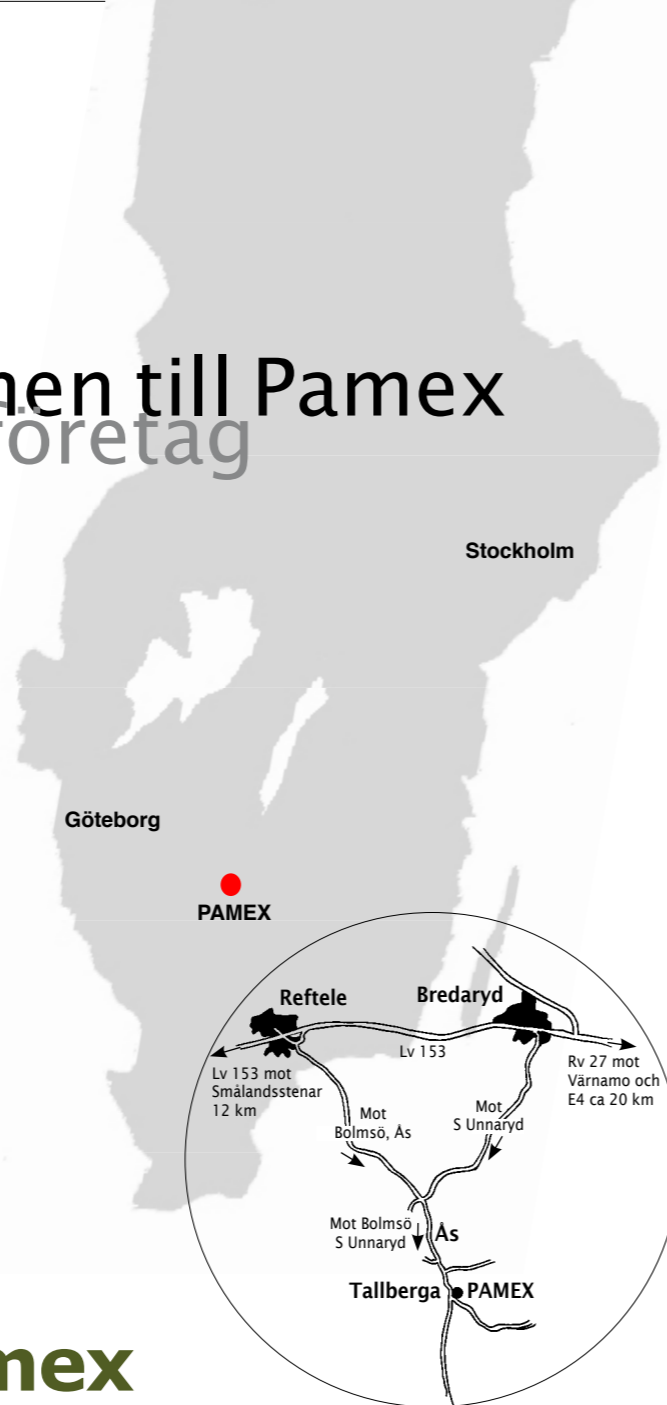 nen till Pamex
företag
Stockholm
Göteborg
PAMEX
Reftele
Bredaryd
Lv 153
Lv 153 mot
Smålandsstenar
12 km
Rv 27 mot
Värnamo och
E4 ca 20 km
Mot
Bolmsö, Ås
Mot
S Unnaryd
Mot Bolmsö
S Unnaryd
Ås
Tallberga PAMEX
mex